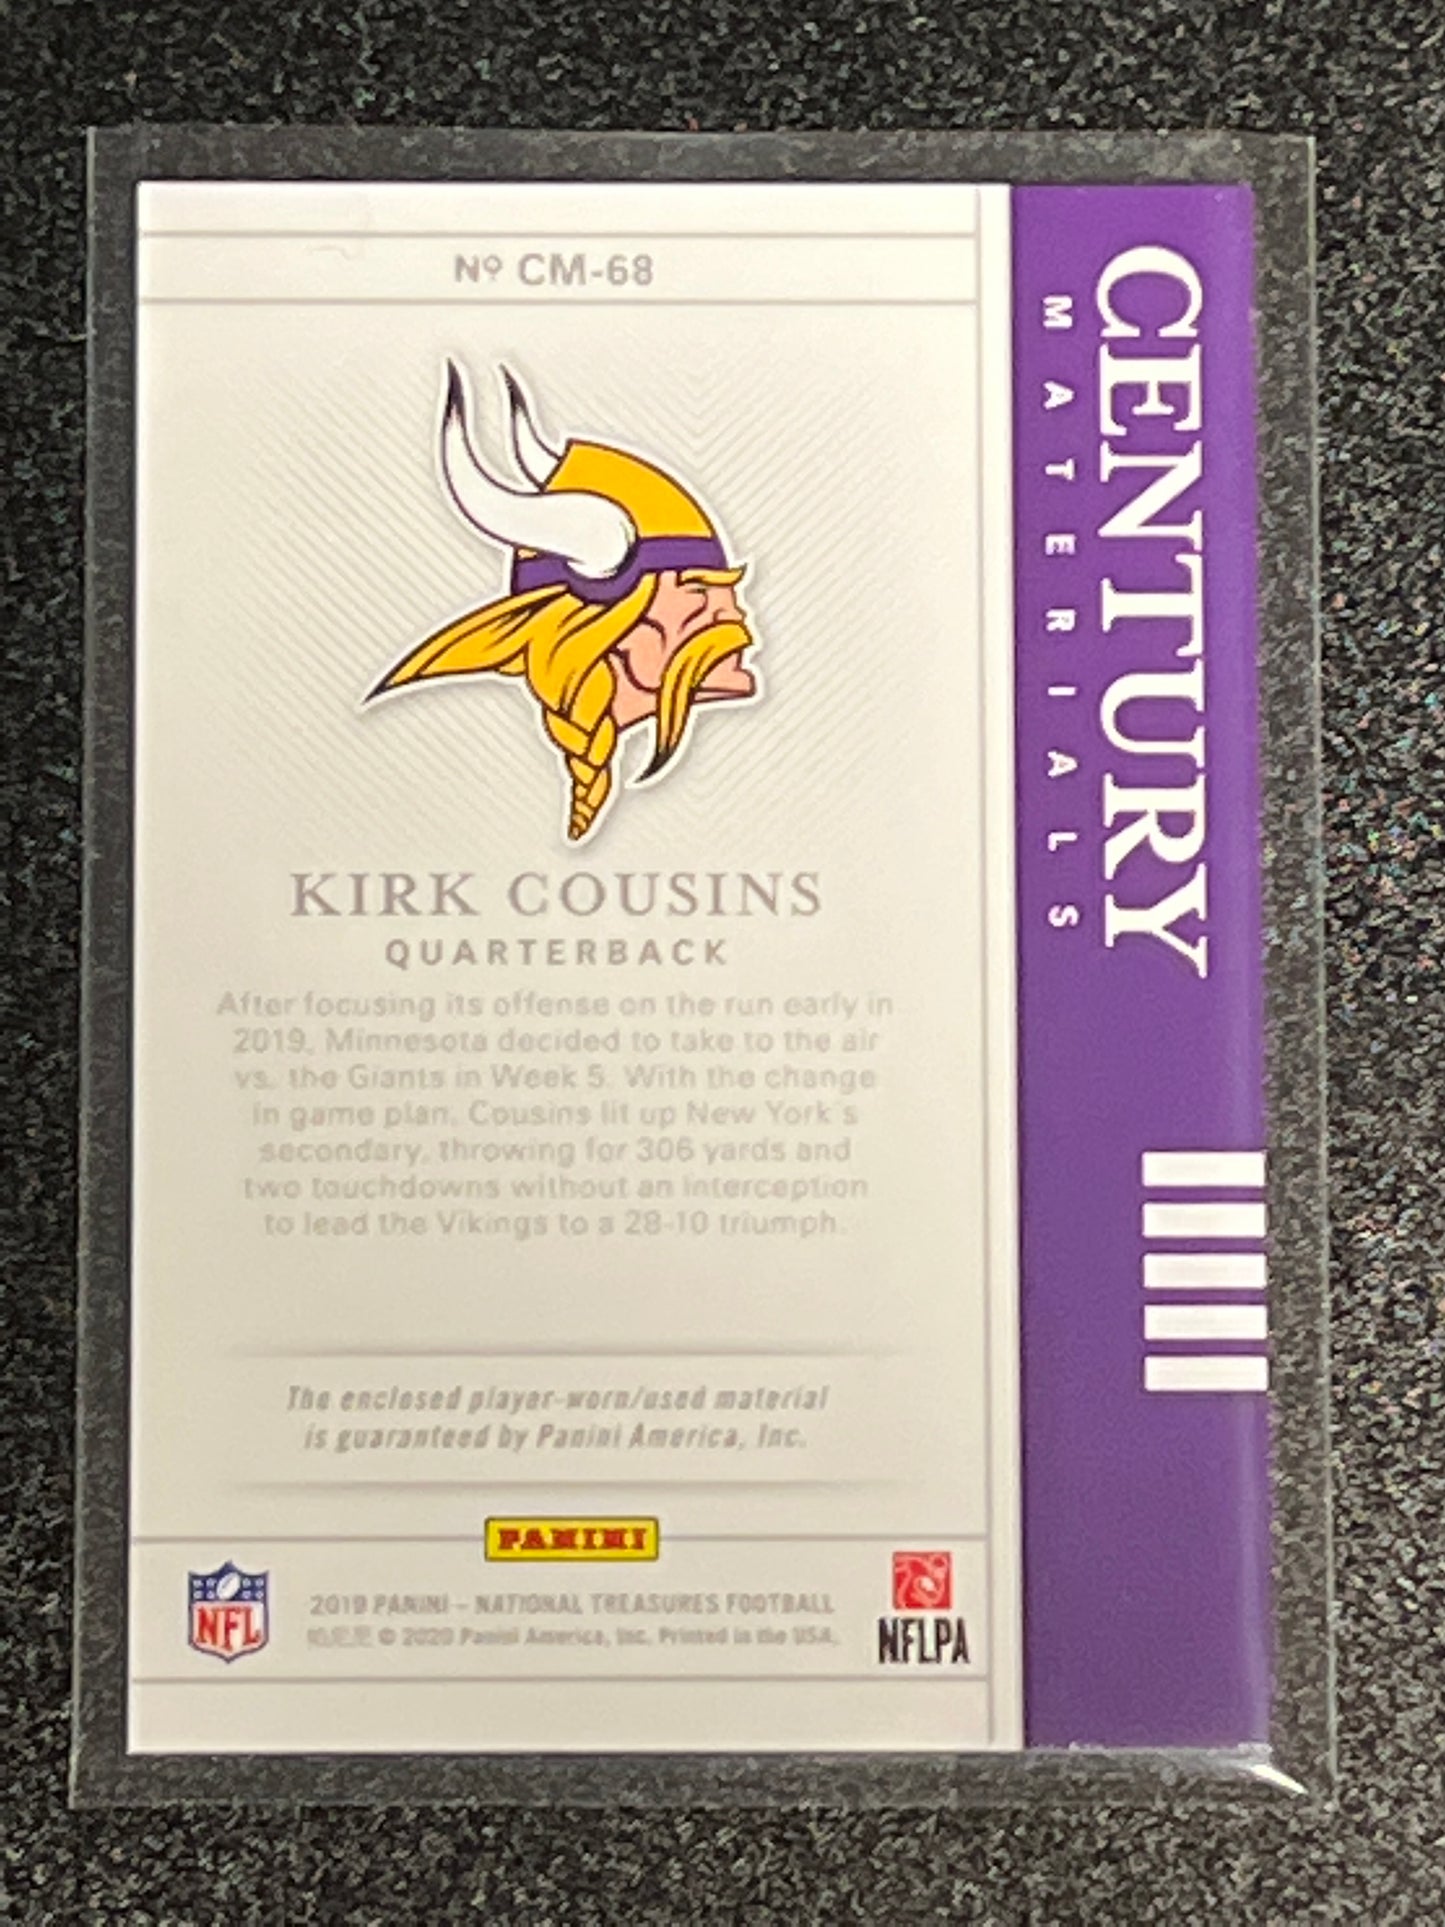 Nº CM-68
CENTURY
MATERIALS
KIRK COUSINS
QUARTERBACK
After focusing its offense on the run early in
2019, Minnesota decided to take to the air
vs. the Giants in Week 5. With the change
in game plan, Cousins lit up New York's
secondary, throwing for 306 yards and
two touchdowns without an interception
to lead the Vikings to a 28-10 triumph.
The enclosed player-worn/used material
is guaranteed by Panini America, Inc.
PANINI
NFL
2019 PANINI – NATIONAL TREASURES FOOTBALL
© 2020 Panini America, Inc. Printed in the USA.
NFLPA